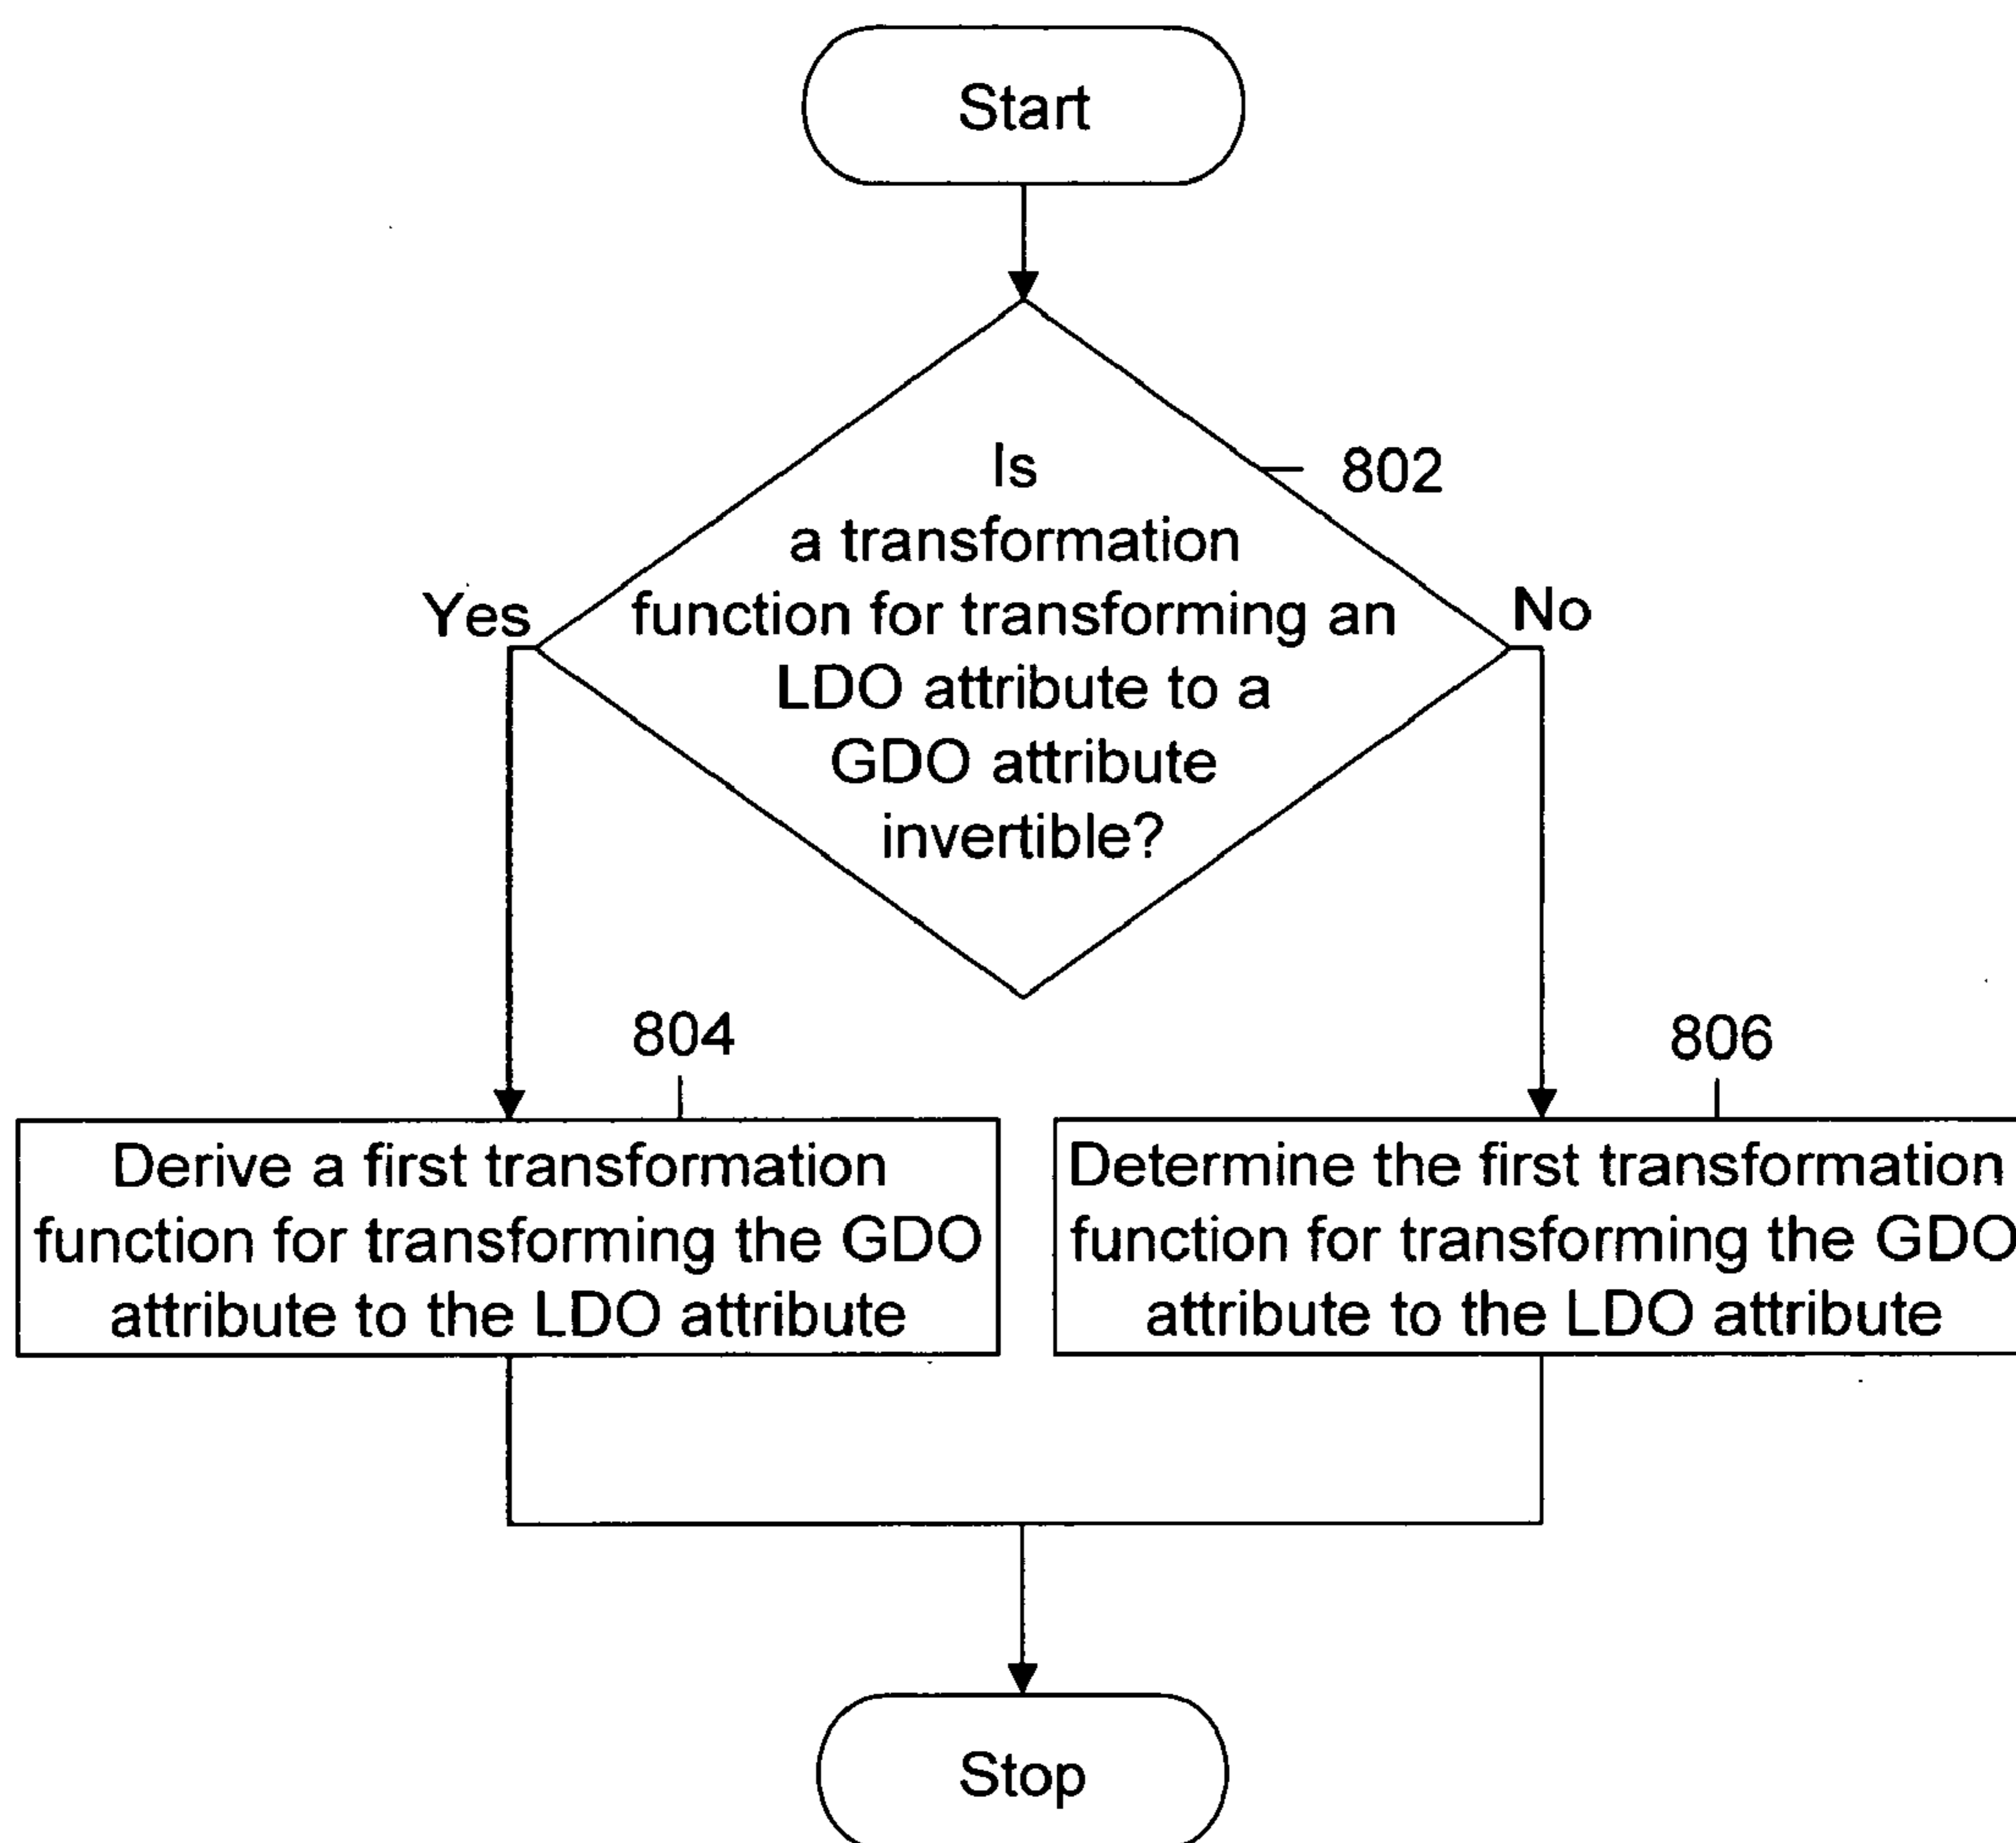 Start
Is
a transformation
function for transforming an
LDO attribute to a
GDO attribute
invertible?
802
Yes
No
804
Derive a first transformation
function for transforming the GDO
attribute to the LDO attribute
806
Determine the first transformation
function for transforming the GDO
attribute to the LDO attribute
Stop